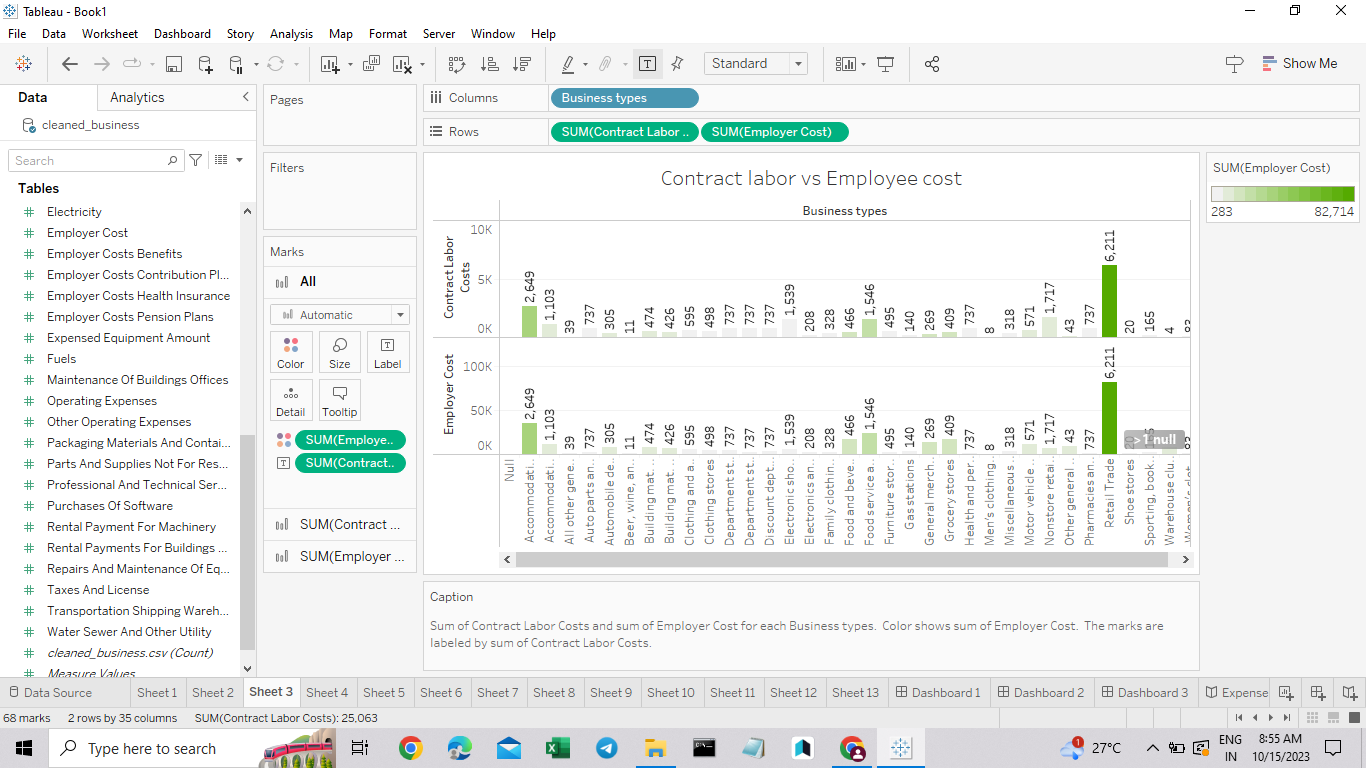 Tableau - Book1
File Data Worksheet Dashboard Story Analysis Map Format Server Window Help
Standard
Show Me
Data Analytics
cleaned_business
Search
Tables
Electricity
Employer Cost
Employer Costs Benefits
Employer Costs Contribution Pl...
Employer Costs Health Insurance
Employer Costs Pension Plans
Expensed Equipment Amount
Fuels
Maintenance Of Buildings Offices
Operating Expenses
Other Operating Expenses
Packaging Materials And Contai...
Parts And Supplies Not For Res...
Professional And Technical Ser...
Purchases Of Software
Rental Payment For Machinery
Rental Payments For Buildings ...
Repairs And Maintenance Of Eq...
Taxes And License
Transportation Shipping Wareh...
Water Sewer And Other Utility
cleaned_business.csv (Count)
Measure Values
Pages
Filters
Marks
All
Automatic
Color Size Label
Detail Tooltip
SUM(Employe..
SUM(Contract..
SUM(Contract ...
SUM(Employer ...
Columns Business types
Rows SUM(Contract Labor .. SUM(Employer Cost)
Contract labor vs Employee cost
Business types
Contract Labor
Costs
10K
5K
0K
2,649 1,103 39 737 305 11 474 426 595 498 737 737 737 1,539 208 328 466 1,546 495 140 269 409 737 8 318 571 1,717 43 737 6,211 20 165 4
Employer Cost
100K
50K
0K
2,649 1,103 39 737 305 11 474 426 595 498 737 737 737 1,539 208 328 466 1,546 495 140 269 409 737 8 318 571 1,717 43 737 6,211
>1 null
Null
Accommodati..
Accommodati..
All other gene..
Auto parts an..
Automobile de..
Beer, wine, an..
Building mat. ..
Building mat. ..
Clothing and a..
Clothing stores
Department st..
Department st..
Discount dept..
Electronic sho..
Electronics an..
Family clothin..
Food and beve..
Food service a..
Furniture stor..
Gas stations
General merch..
Grocery stores
Health and per..
Men's clothing..
Miscellaneous ..
Motor vehicle ..
Nonstore retai..
Other general ..
Pharmacies an..
Retail Trade
Shoe stores
Sporting, book..
Warehouse clu..
SUM(Employer Cost)
283 82,714
Caption
Sum of Contract Labor Costs and sum of Employer Cost for each Business types. Color shows sum of Employer Cost. The marks are
labeled by sum of Contract Labor Costs.
Data Source Sheet 1 Sheet 2 Sheet 3 Sheet 4 Sheet 5 Sheet 6 Sheet 7 Sheet 8 Sheet 9 Sheet 10 Sheet 11 Sheet 12 Sheet 13 Dashboard 1 Dashboard 2 Dashboard 3 Expense
68 marks 2 rows by 35 columns SUM(Contract Labor Costs): 25,063
Type here to search
1
27°C
ENG
IN
8:55 AM
10/15/2023